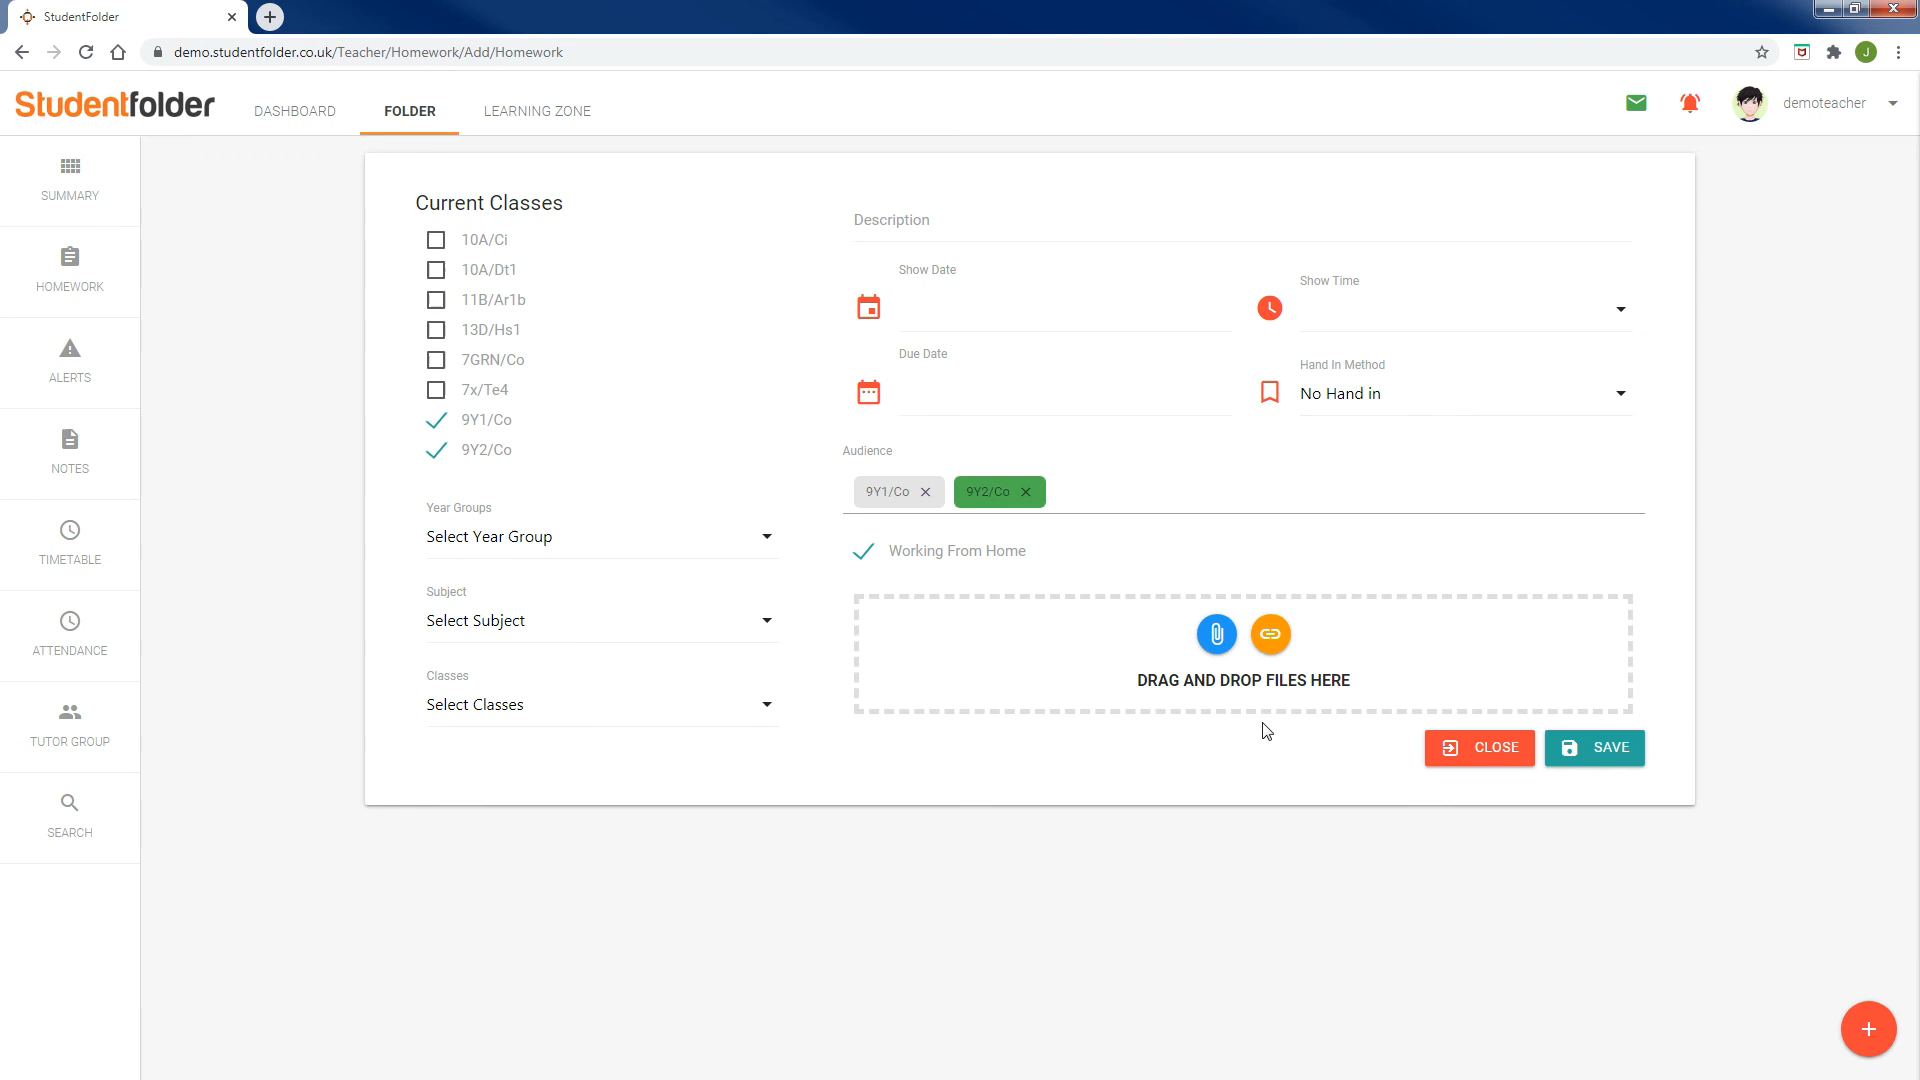 StudentFolder
demo.studentfolder.co.uk/Teacher/Homework/Add/Homework
J
Studentfolder
DASHBOARD
FOLDER
LEARNING ZONE
demoteacher
SUMMARY
HOMEWORK
ALERTS
NOTES
TIMETABLE
ATTENDANCE
TUTOR GROUP
SEARCH
Current Classes
10A/Ci
10A/Dt1
11B/Ar1b
13D/Hs1
7GRN/Co
7x/Te4
9Y1/Co
9Y2/Co
Year Groups
Select Year Group
Subject
Select Subject
Classes
Select Classes
Description
Show Date
Show Time
Due Date
Hand In Method
No Hand in
Audience
9Y1/Co
9Y2/Co
Working From Home
DRAG AND DROP FILES HERE
CLOSE
SAVE